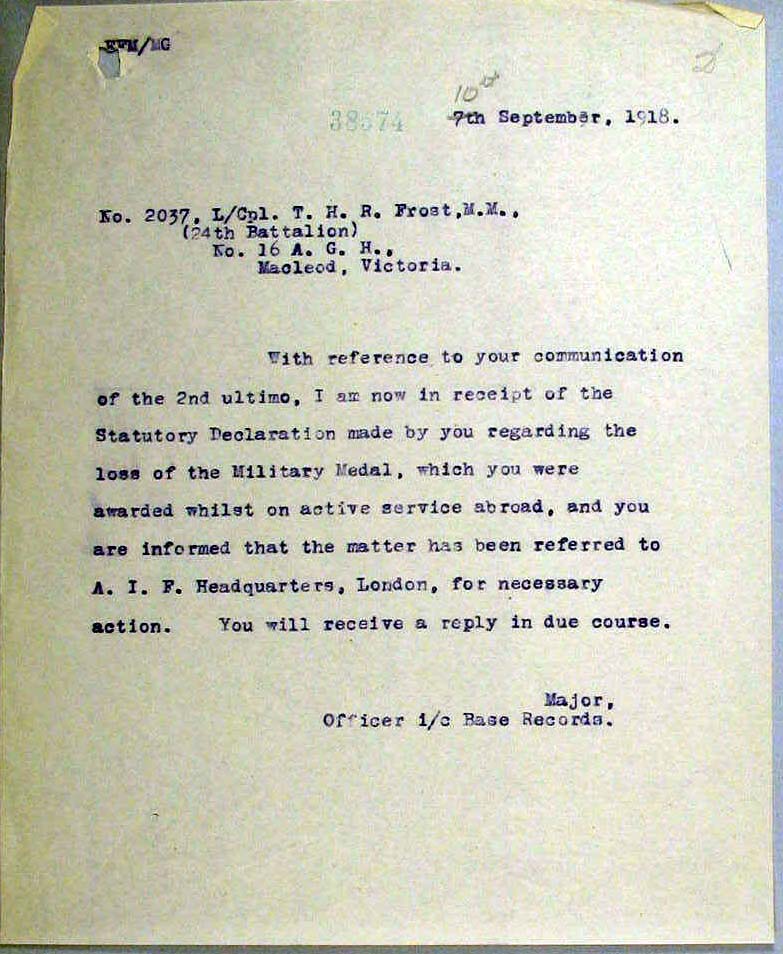 /MG
10th
38574 7th September, 1918.
No. 2037, L/Cpl. T. H. R. Frost,M.M.,
(24th Battalion)
No. 16 A. G. H.,
Macleod, Victoria.
With reference to your communication
of the 2nd ultimo, I am now in receipt of the
Statutory Declaration made by you regarding the
loss of the Military Medal, which you were
awarded whilst on active service abroad, and you
are informed that the matter has been referred to
A. I. F. Headquarters, London, for necessary
action. You will receive a reply in due course.
Major,
Officer i/c Base Records.